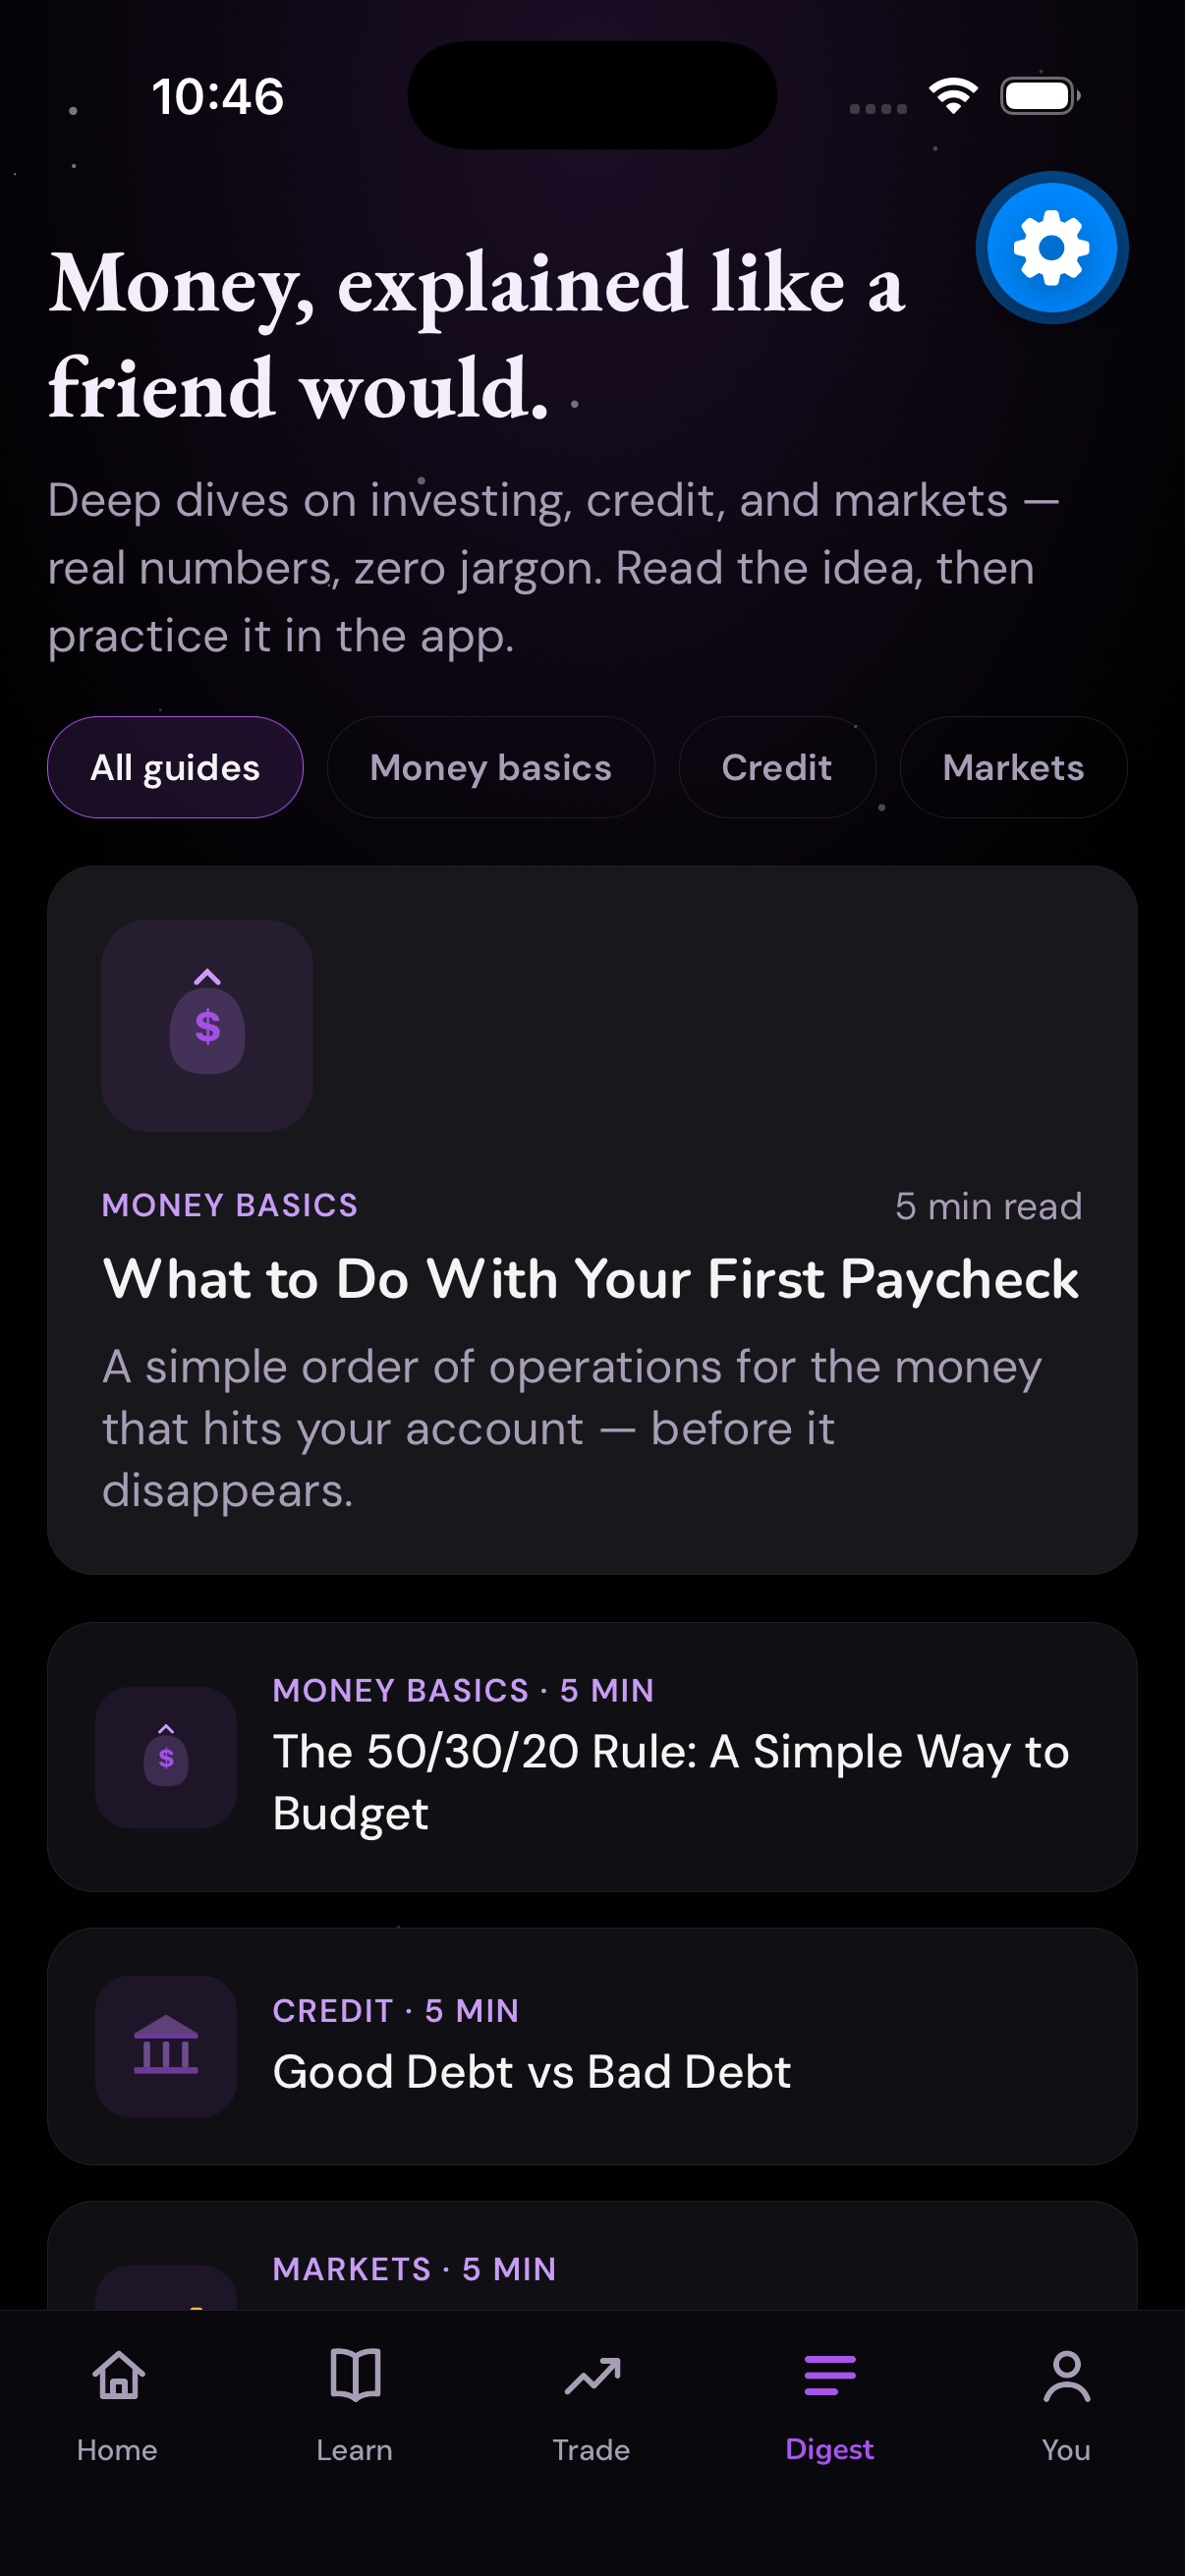 10:46
Money, explained like a
friend would.
Deep dives on investing, credit, and markets —
real numbers, zero jargon. Read the idea, then
practice it in the app.
All guides
Money basics
Credit
Markets
$
MONEY BASICS
5 min read
What to Do With Your First Paycheck
A simple order of operations for the money
that hits your account — before it
disappears.
$
MONEY BASICS · 5 MIN
The 50/30/20 Rule: A Simple Way to
Budget
CREDIT · 5 MIN
Good Debt vs Bad Debt
MARKETS · 5 MIN
Home
Learn
Trade
Digest
You